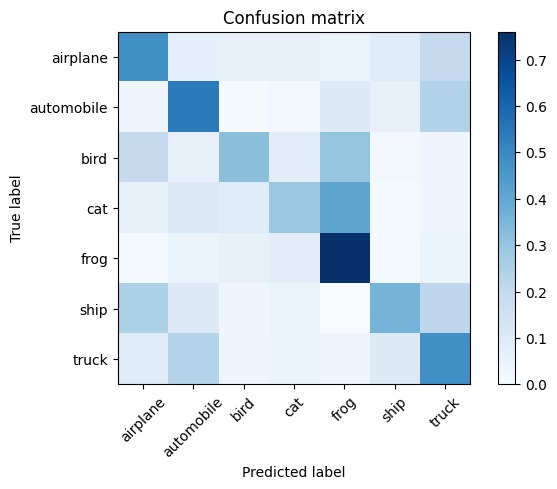 Confusion matrix
True label
airplane
automobile
bird
cat
frog
ship
truck
airplane
automobile
bird
cat
frog
ship
truck
Predicted label
0.7
0.6
0.5
0.4
0.3
0.2
0.1
0.0